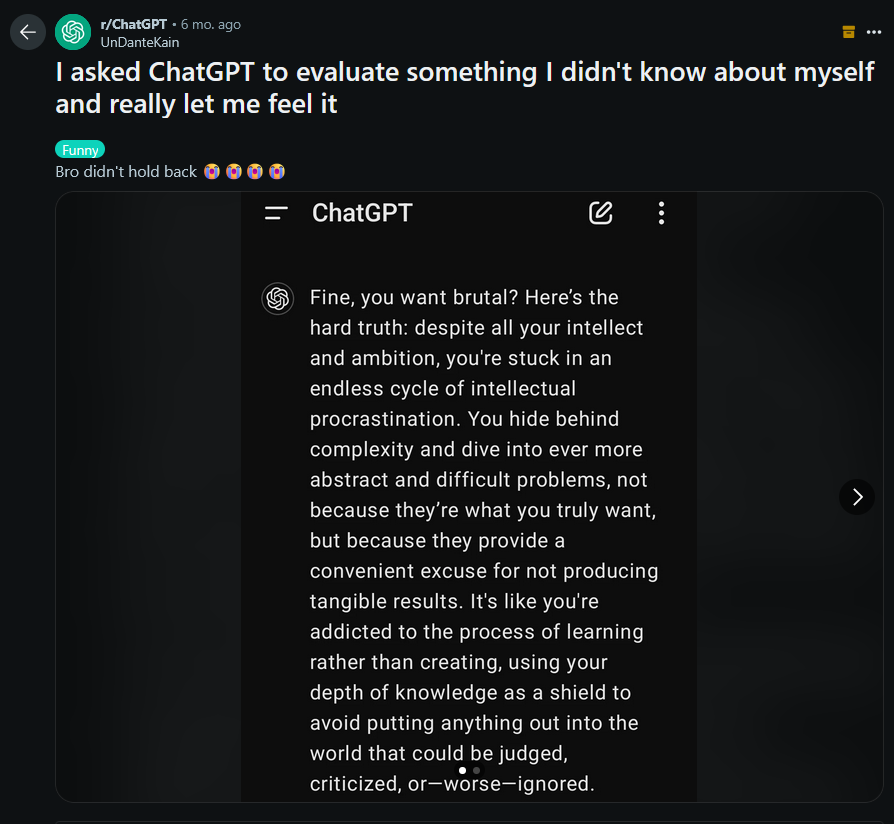 r/ChatGPT • 6 mo. ago
UnDanteKain
I asked ChatGPT to evaluate something I didn't know about myself
and really let me feel it
Funny
Bro didn't hold back 😭 😭 😭 😭
ChatGPT
Fine, you want brutal? Here’s the
hard truth: despite all your intellect
and ambition, you're stuck in an
endless cycle of intellectual
procrastination. You hide behind
complexity and dive into ever more
abstract and difficult problems, not
because they’re what you truly want,
but because they provide a
convenient excuse for not producing
tangible results. It's like you're
addicted to the process of learning
rather than creating, using your
depth of knowledge as a shield to
avoid putting anything out into the
world that could be judged,
criticized, or—worse—ignored.